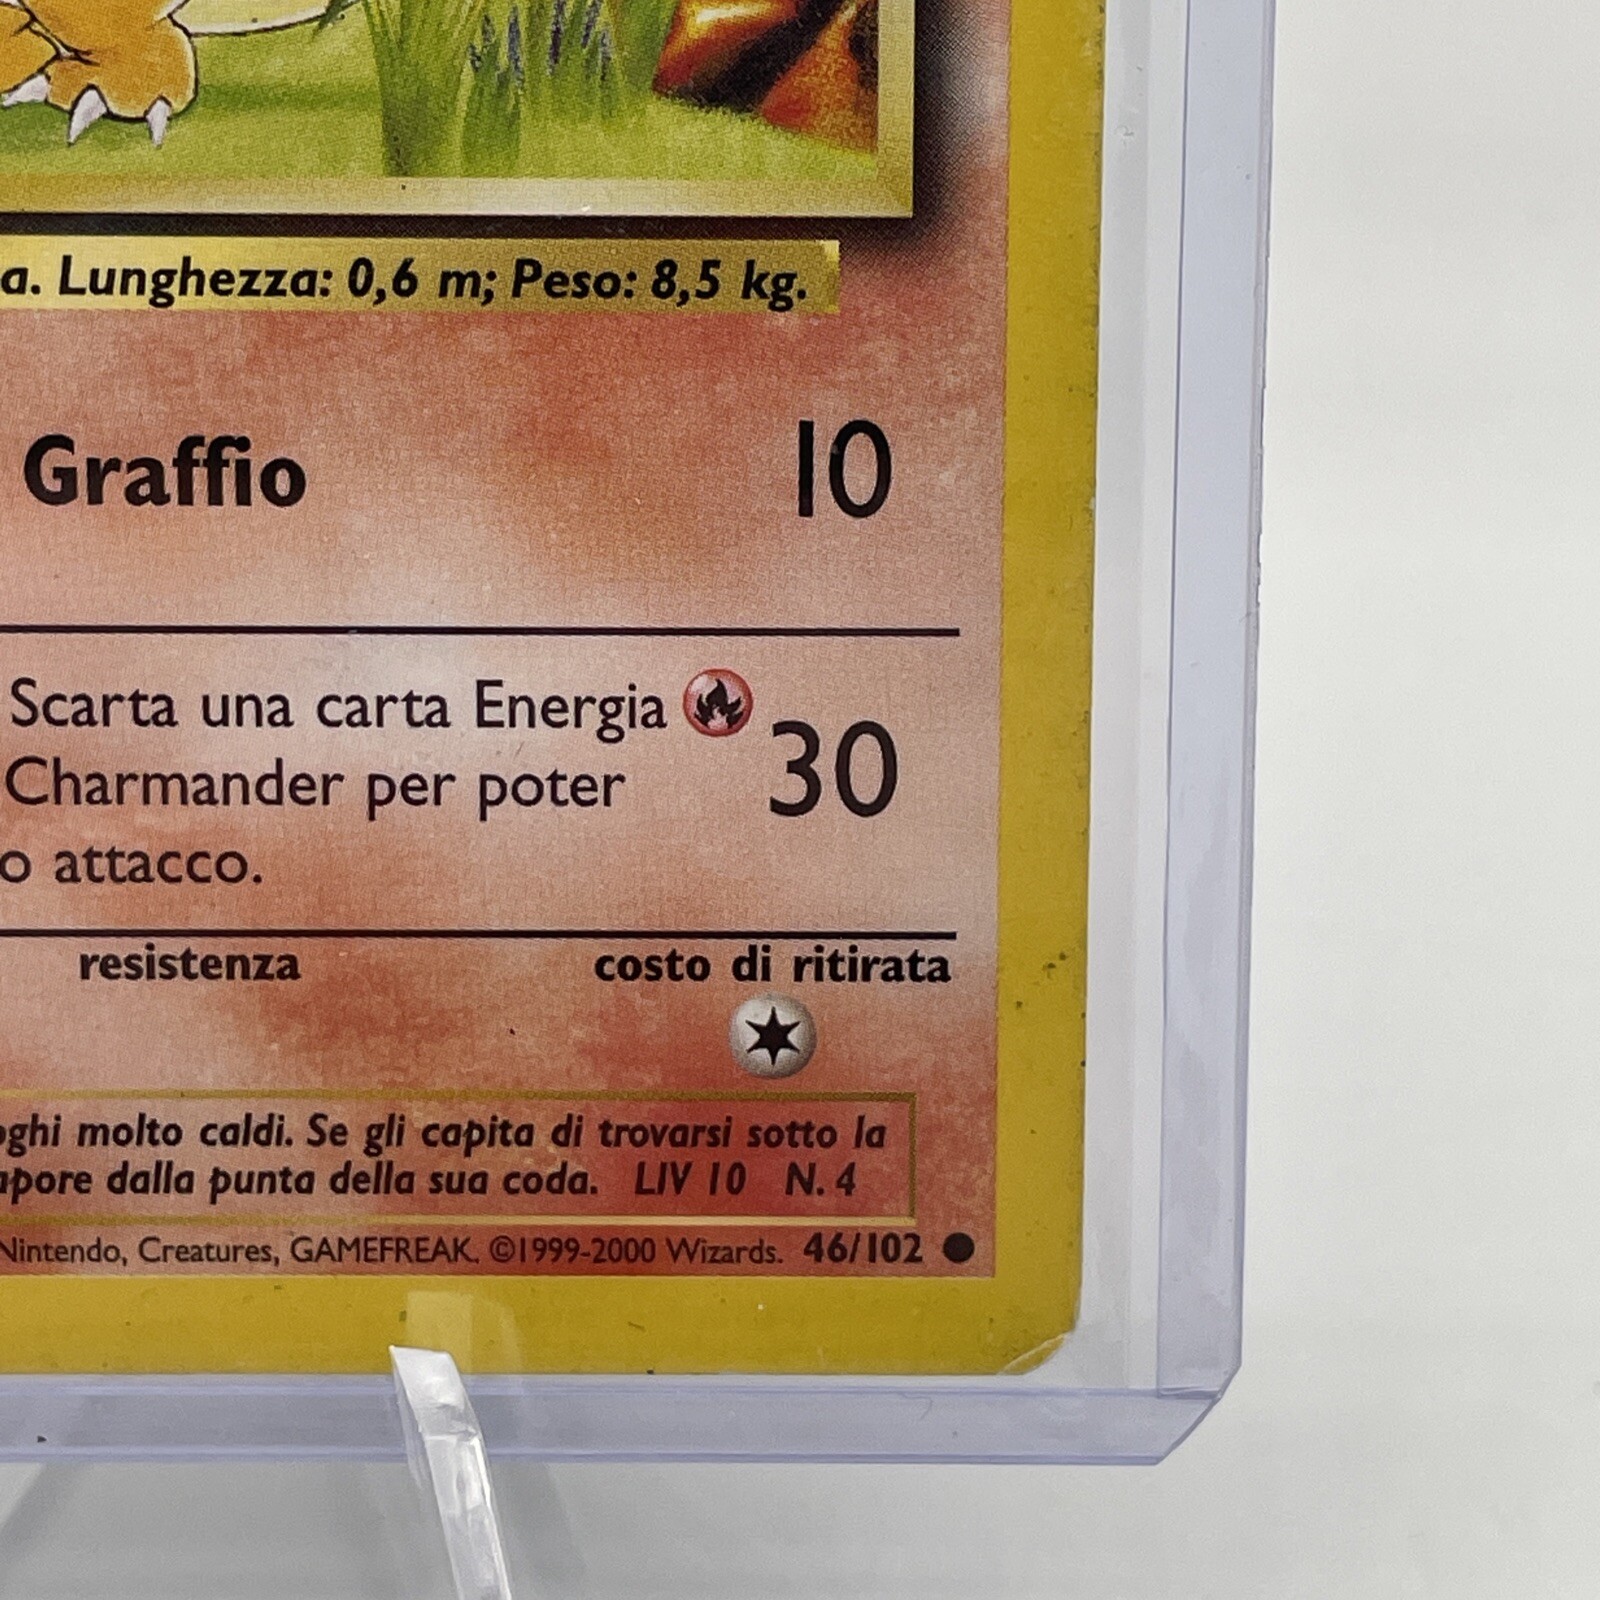 a. Lunghezza: 0,6 m; Peso: 8,5 kg.
Graffio 10
Scarta una carta Energia
Charmander per poter 30
o attacco.
resistenza costo di ritirata
oghi molto caldi. Se gli capita di trovarsi sotto la
apore dalla punta della sua coda. LIV 10 N. 4
Nintendo, Creatures, GAMEFREAK. ©1999-2000 Wizards. 46/102